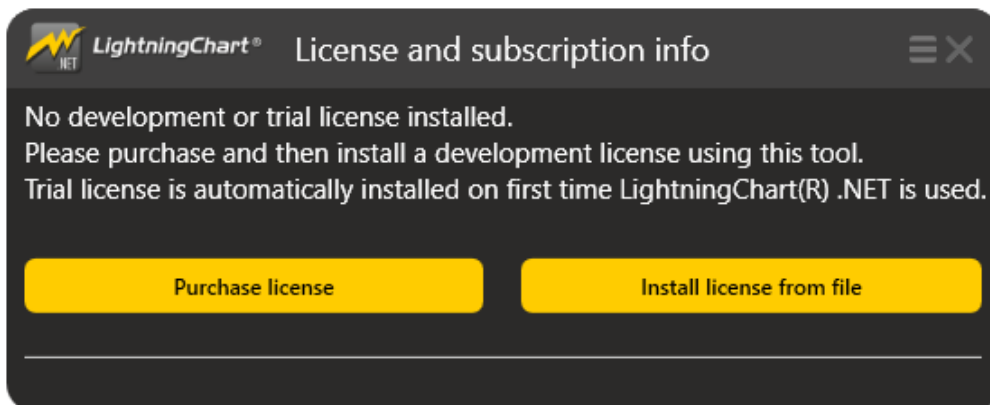 LightningChart® License and subscription info
NET
No development or trial license installed.
Please purchase and then install a development license using this tool.
Trial license is automatically installed on first time LightningChart(R) .NET is used.
Purchase license Install license from file